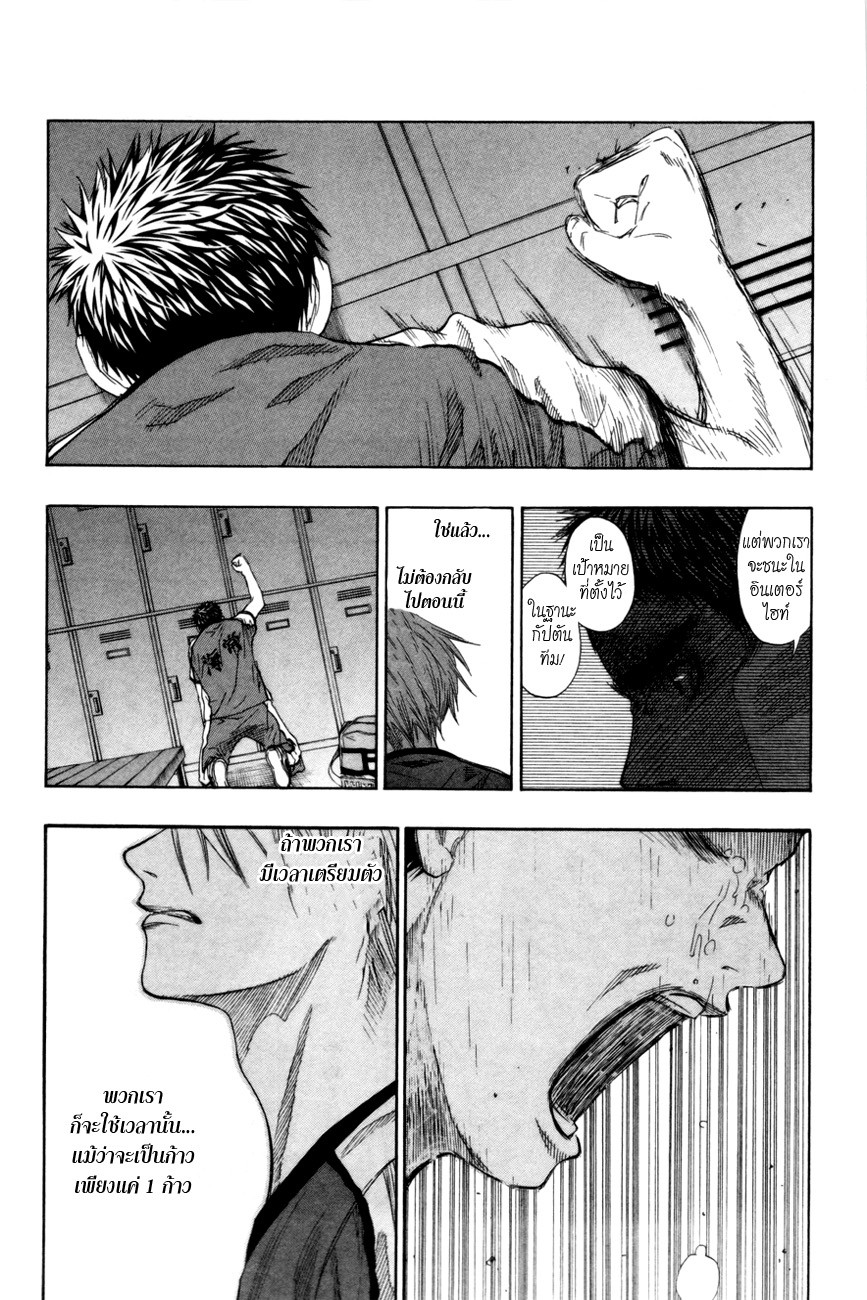 แต่พวกเรา
จะชนะใน
อินเตอร์
ไฮท์
เป็น
เป้าหมาย
ที่ตั้งไว้
ในฐานะ
กัปตัน
ทีม!
ใช่แล้ว...
ไม่ต้องกลับ
ไปตอนนี้
ถ้าพวกเรา
มีเวลาเตรียมตัว
พวกเรา
ก็จะใช้เวลานั้น...
แม้ว่าจะเป็นก้าว
เพียงแค่ 1 ก้าว